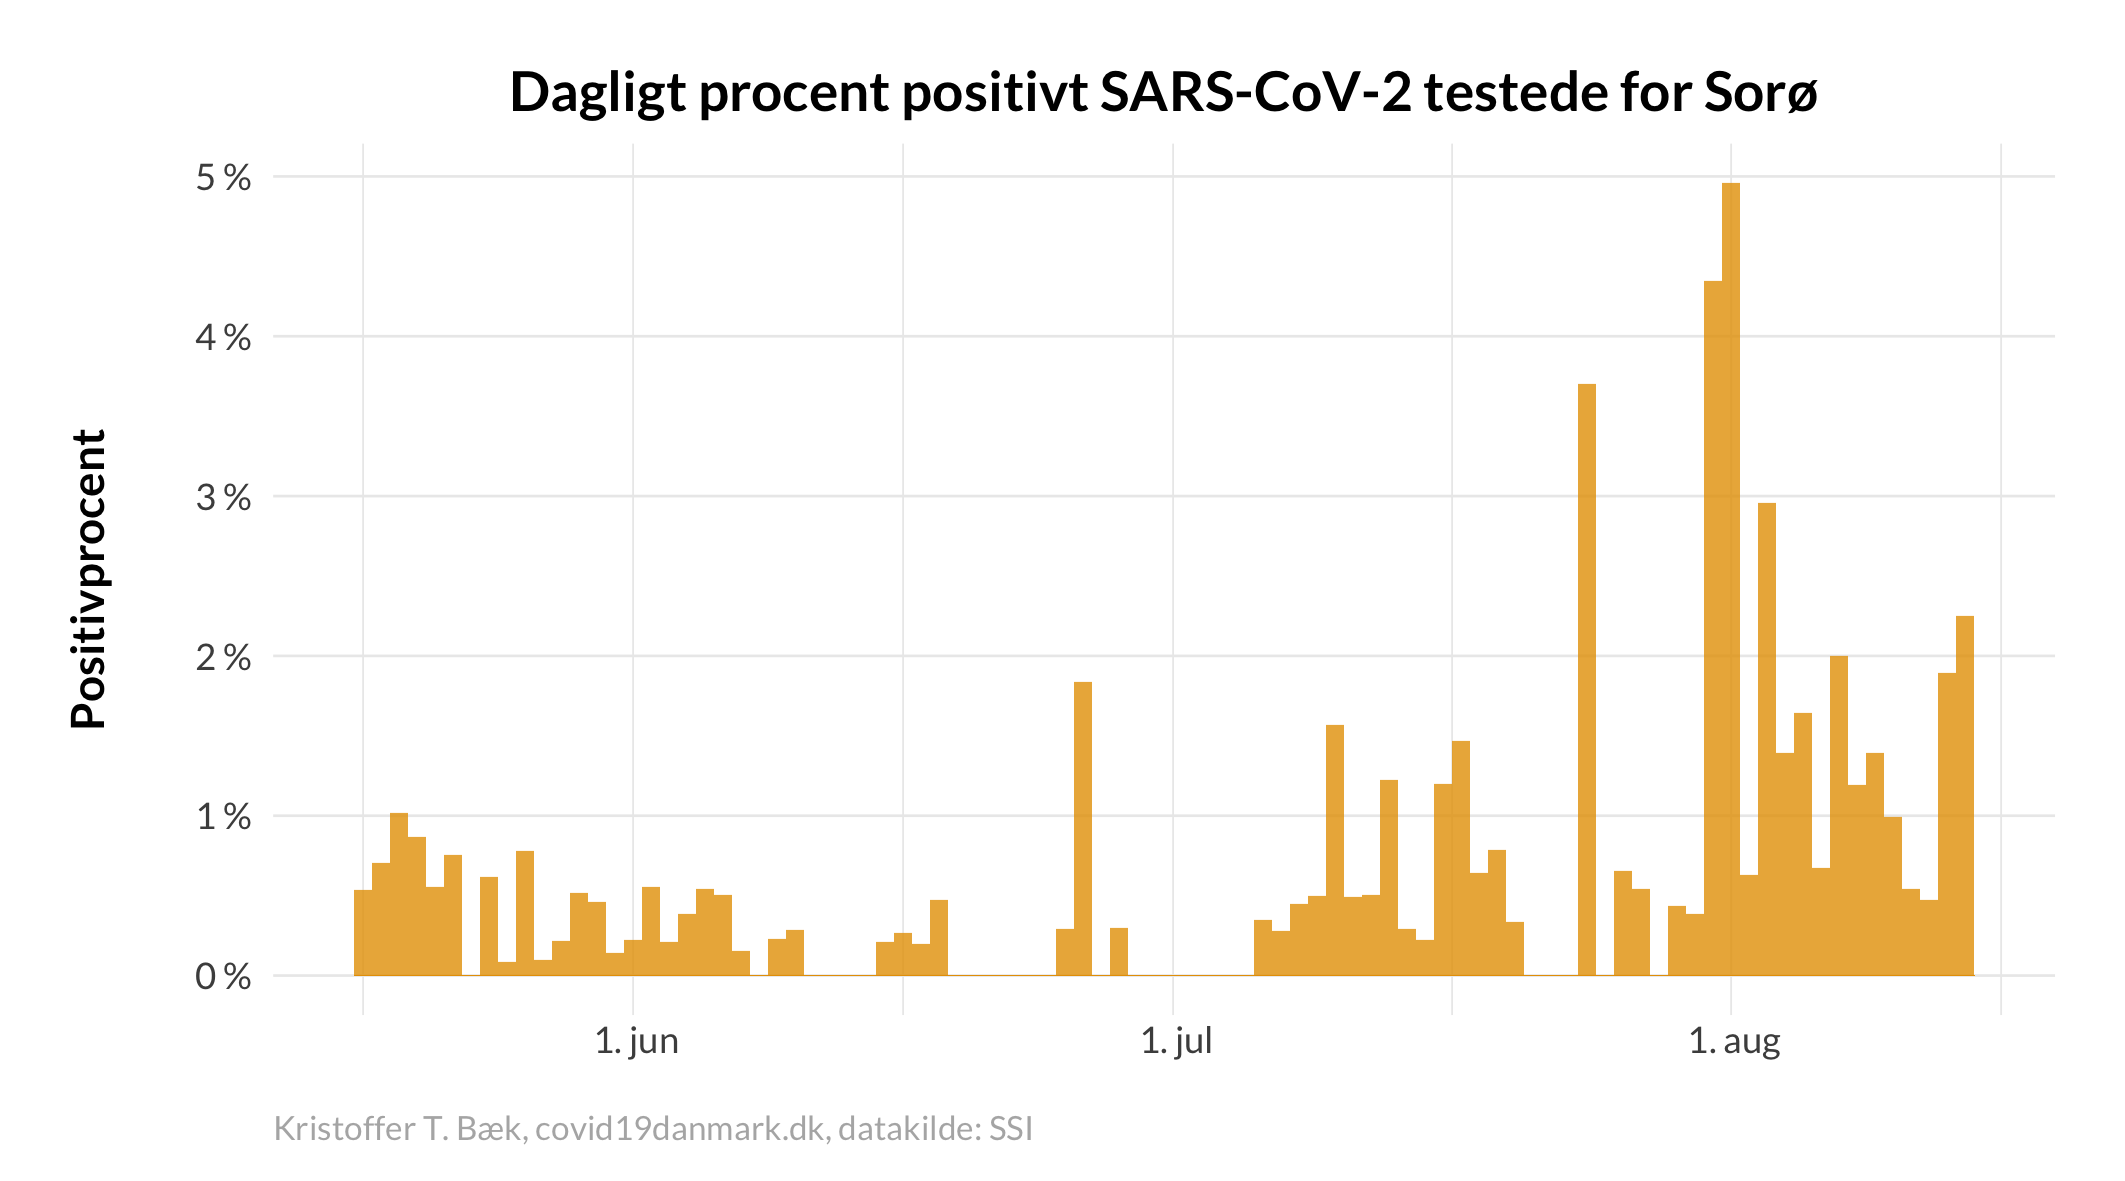 Dagligt procent positivt SARS-CoV-2 testede for Sorø
Positivprocent
5 %
4 %
3 %
2 %
1 %
0 %
1. jun
1. jul
1. aug
Kristoffer T. Bæk, covid19danmark.dk, datakilde: SSI